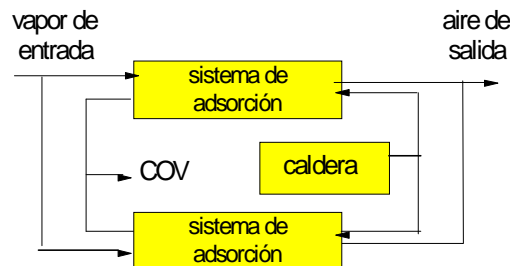 vapor de
entrada
aire de
salida
sistema de
adsorción
COV
caldera
sistema de
adsorción